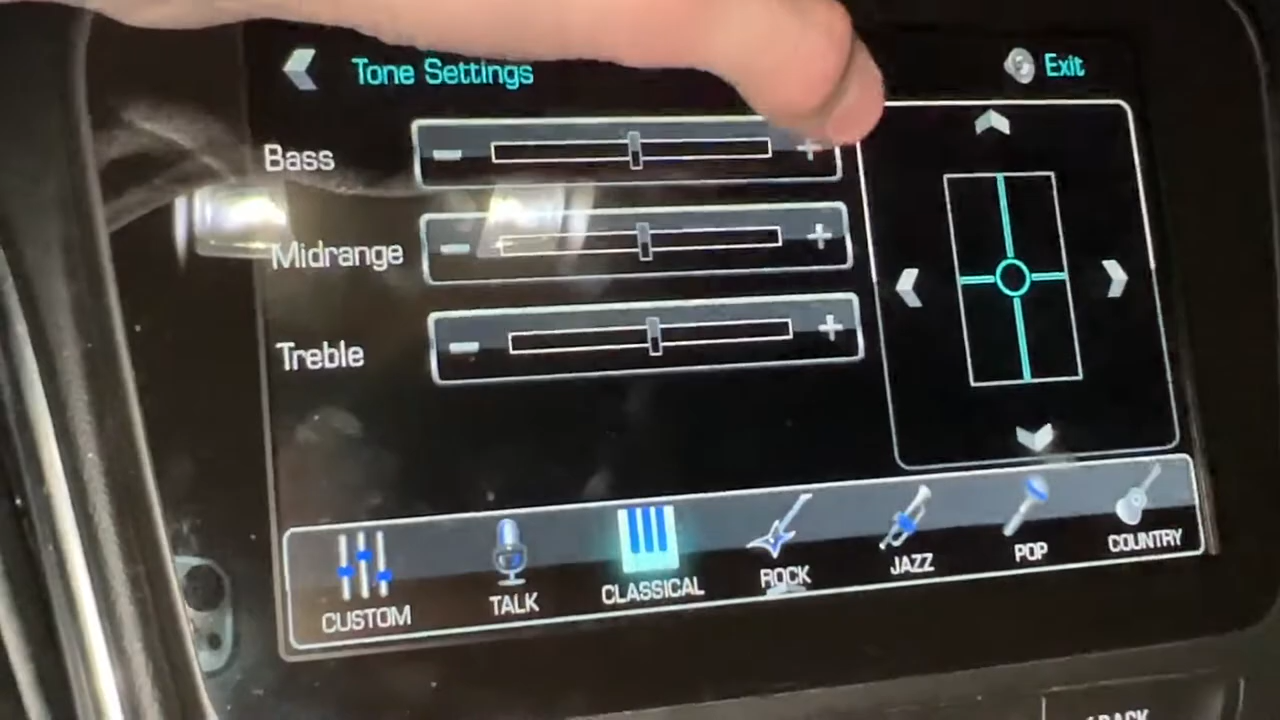 Tone Settings
Exit
Bass
Midrange
Treble
CUSTOM
TALK
CLASSICAL
ROCK
JAZZ
POP
COUNTRY